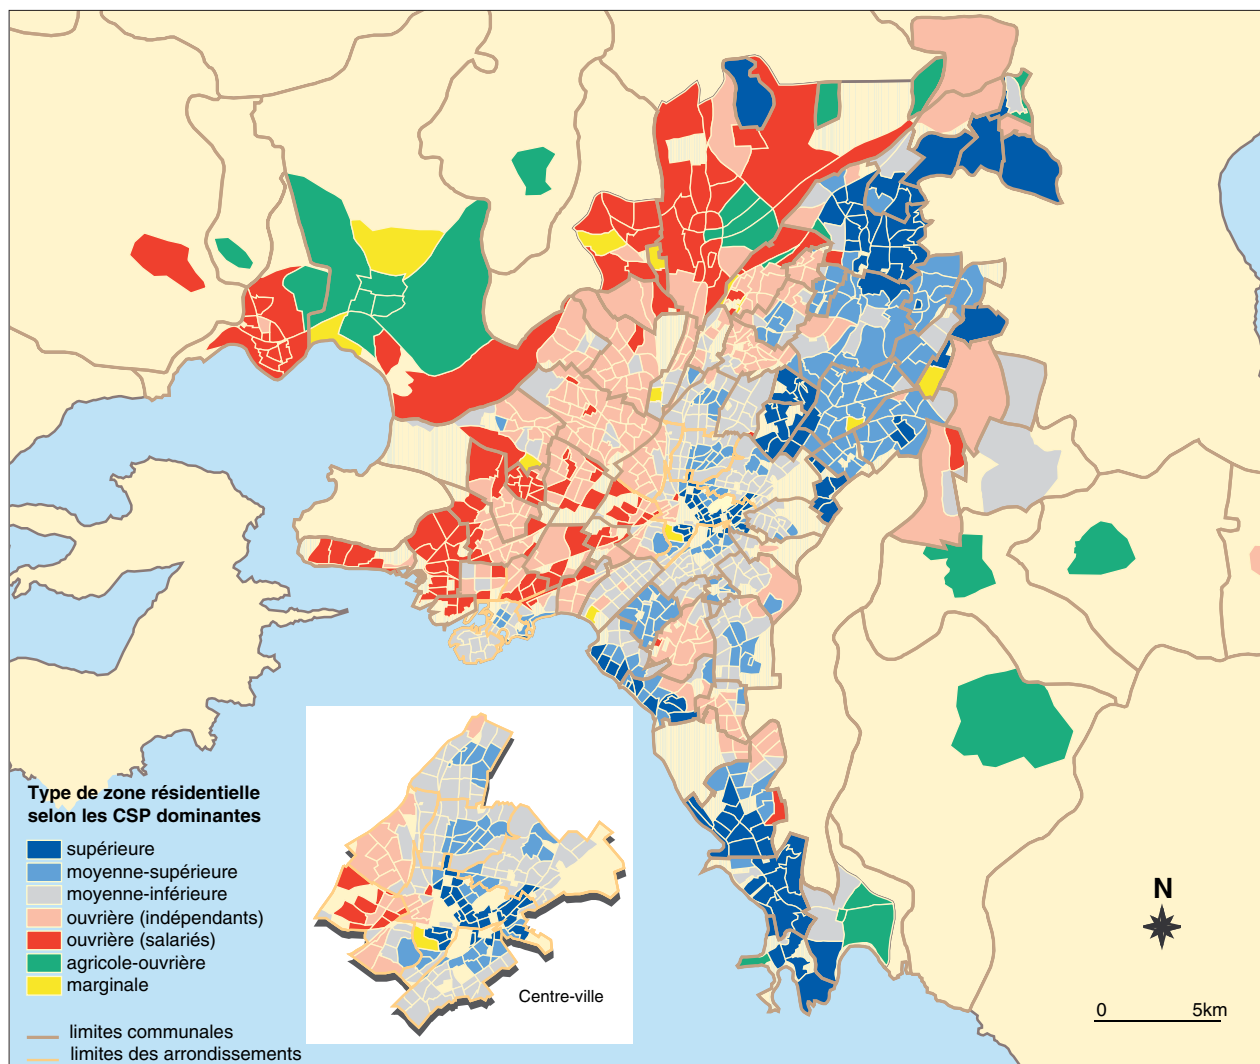 Type de zone résidentielle
selon les CSP dominantes
supérieure
moyenne-supérieure
moyenne-inférieure
ouvrière (indépendants)
ouvrière (salariés)
agricole-ouvrière
marginale
limites communales
limites des arrondissements
Centre-ville
N
0 5km